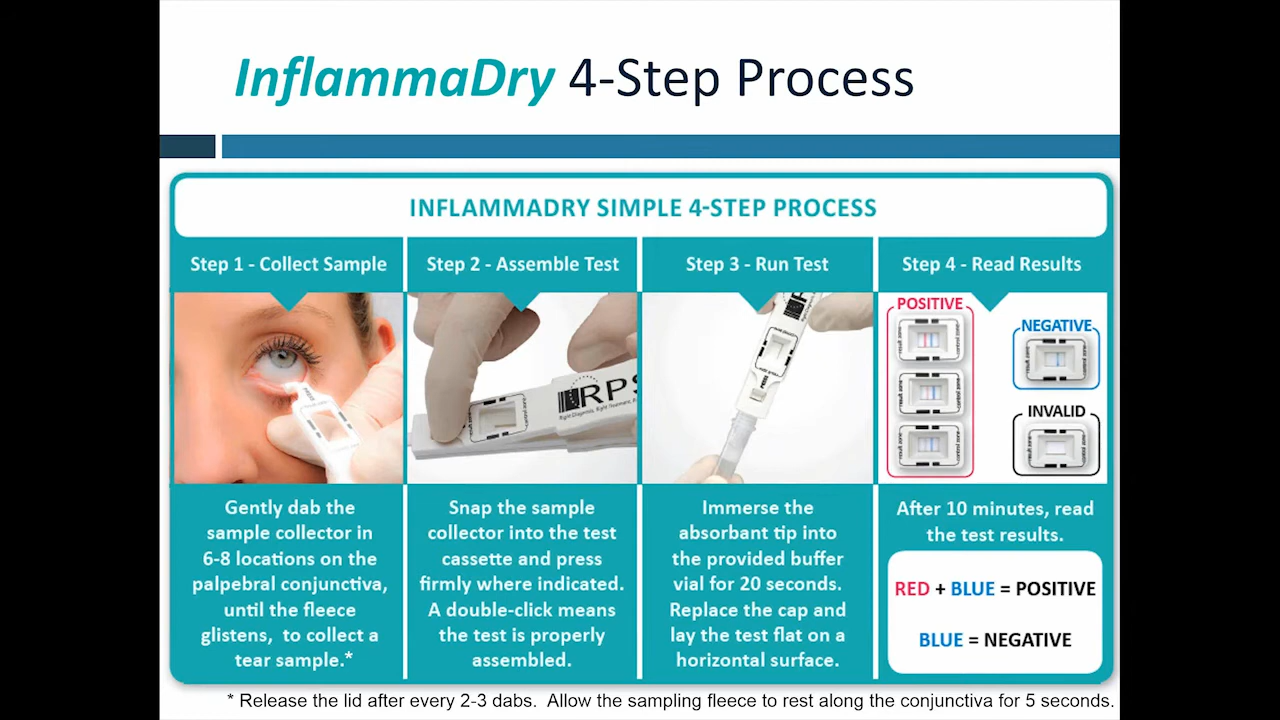 InflammaDry 4-Step Process
INFLAMMADRY SIMPLE 4-STEP PROCESS
Step 1 - Collect Sample
Gently dab the
sample collector in
6-8 locations on the
palpebral conjunctiva,
until the fleece
glistens, to collect a
tear sample.*
Step 2 - Assemble Test
RPS
Snap the sample
collector into the test
cassette and press
firmly where indicated.
A double-click means
the test is properly
assembled.
Step 3 - Run Test
Immerse the
absorbant tip into
the provided buffer
vial for 20 seconds.
Replace the cap and
lay the test flat on a
horizontal surface.
Step 4 - Read Results
POSITIVE
NEGATIVE
INVALID
After 10 minutes, read
the test results.
RED + BLUE = POSITIVE
BLUE = NEGATIVE
* Release the lid after every 2-3 dabs. Allow the sampling fleece to rest along the conjunctiva for 5 seconds.